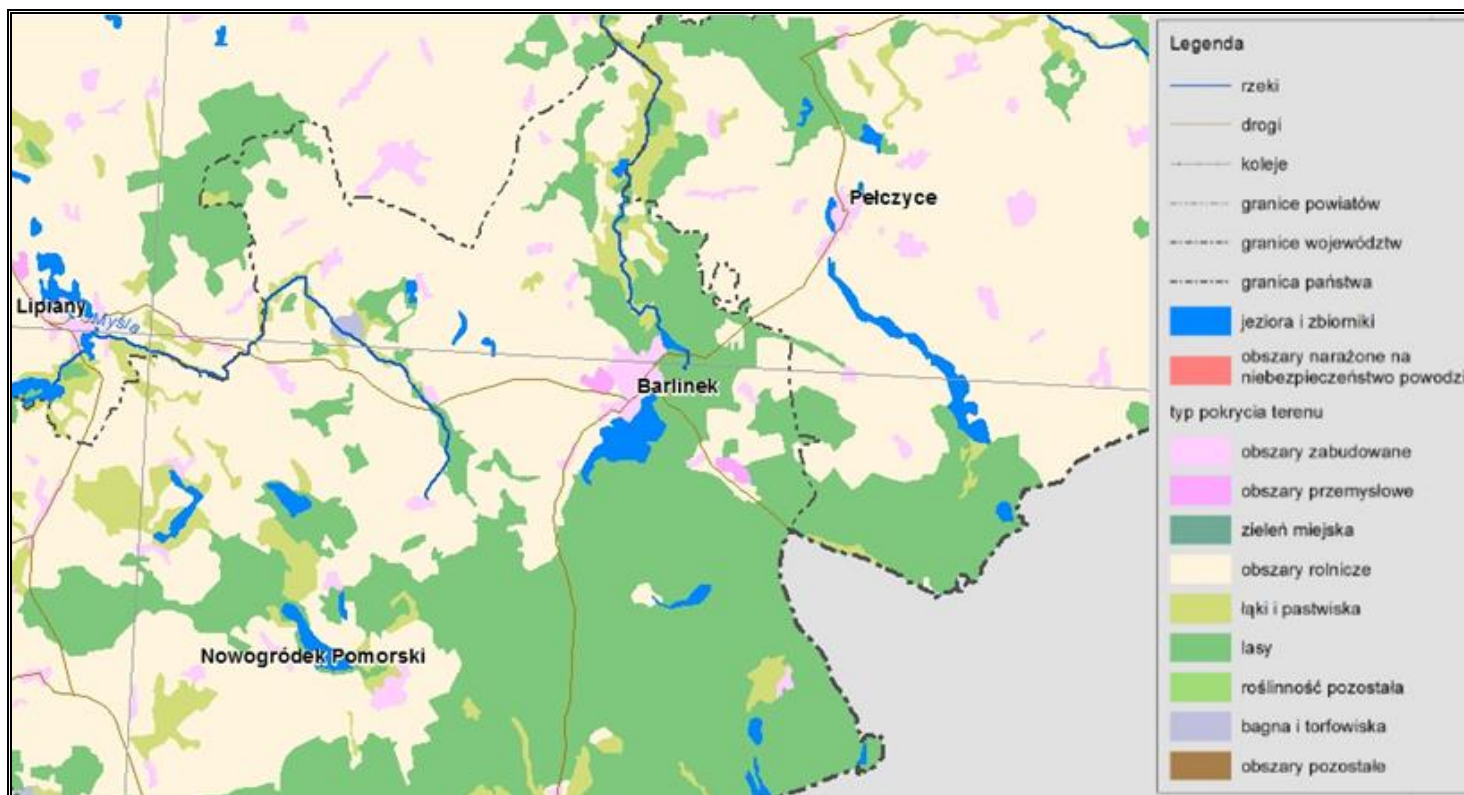 Pełczyce
Lipiany
Myśla
Barlinek
Nowogródek Pomorski
Legenda
rzeki
drogi
koleje
granice powiatów
granice województw
granica państwa
jeziora i zbiorniki
obszary narażone na
niebezpieczeństwo powodzi
typ pokrycia terenu
obszary zabudowane
obszary przemysłowe
zieleń miejska
obszary rolnicze
łąki i pastwiska
lasy
roślinność pozostała
bagna i torfowiska
obszary pozostałe